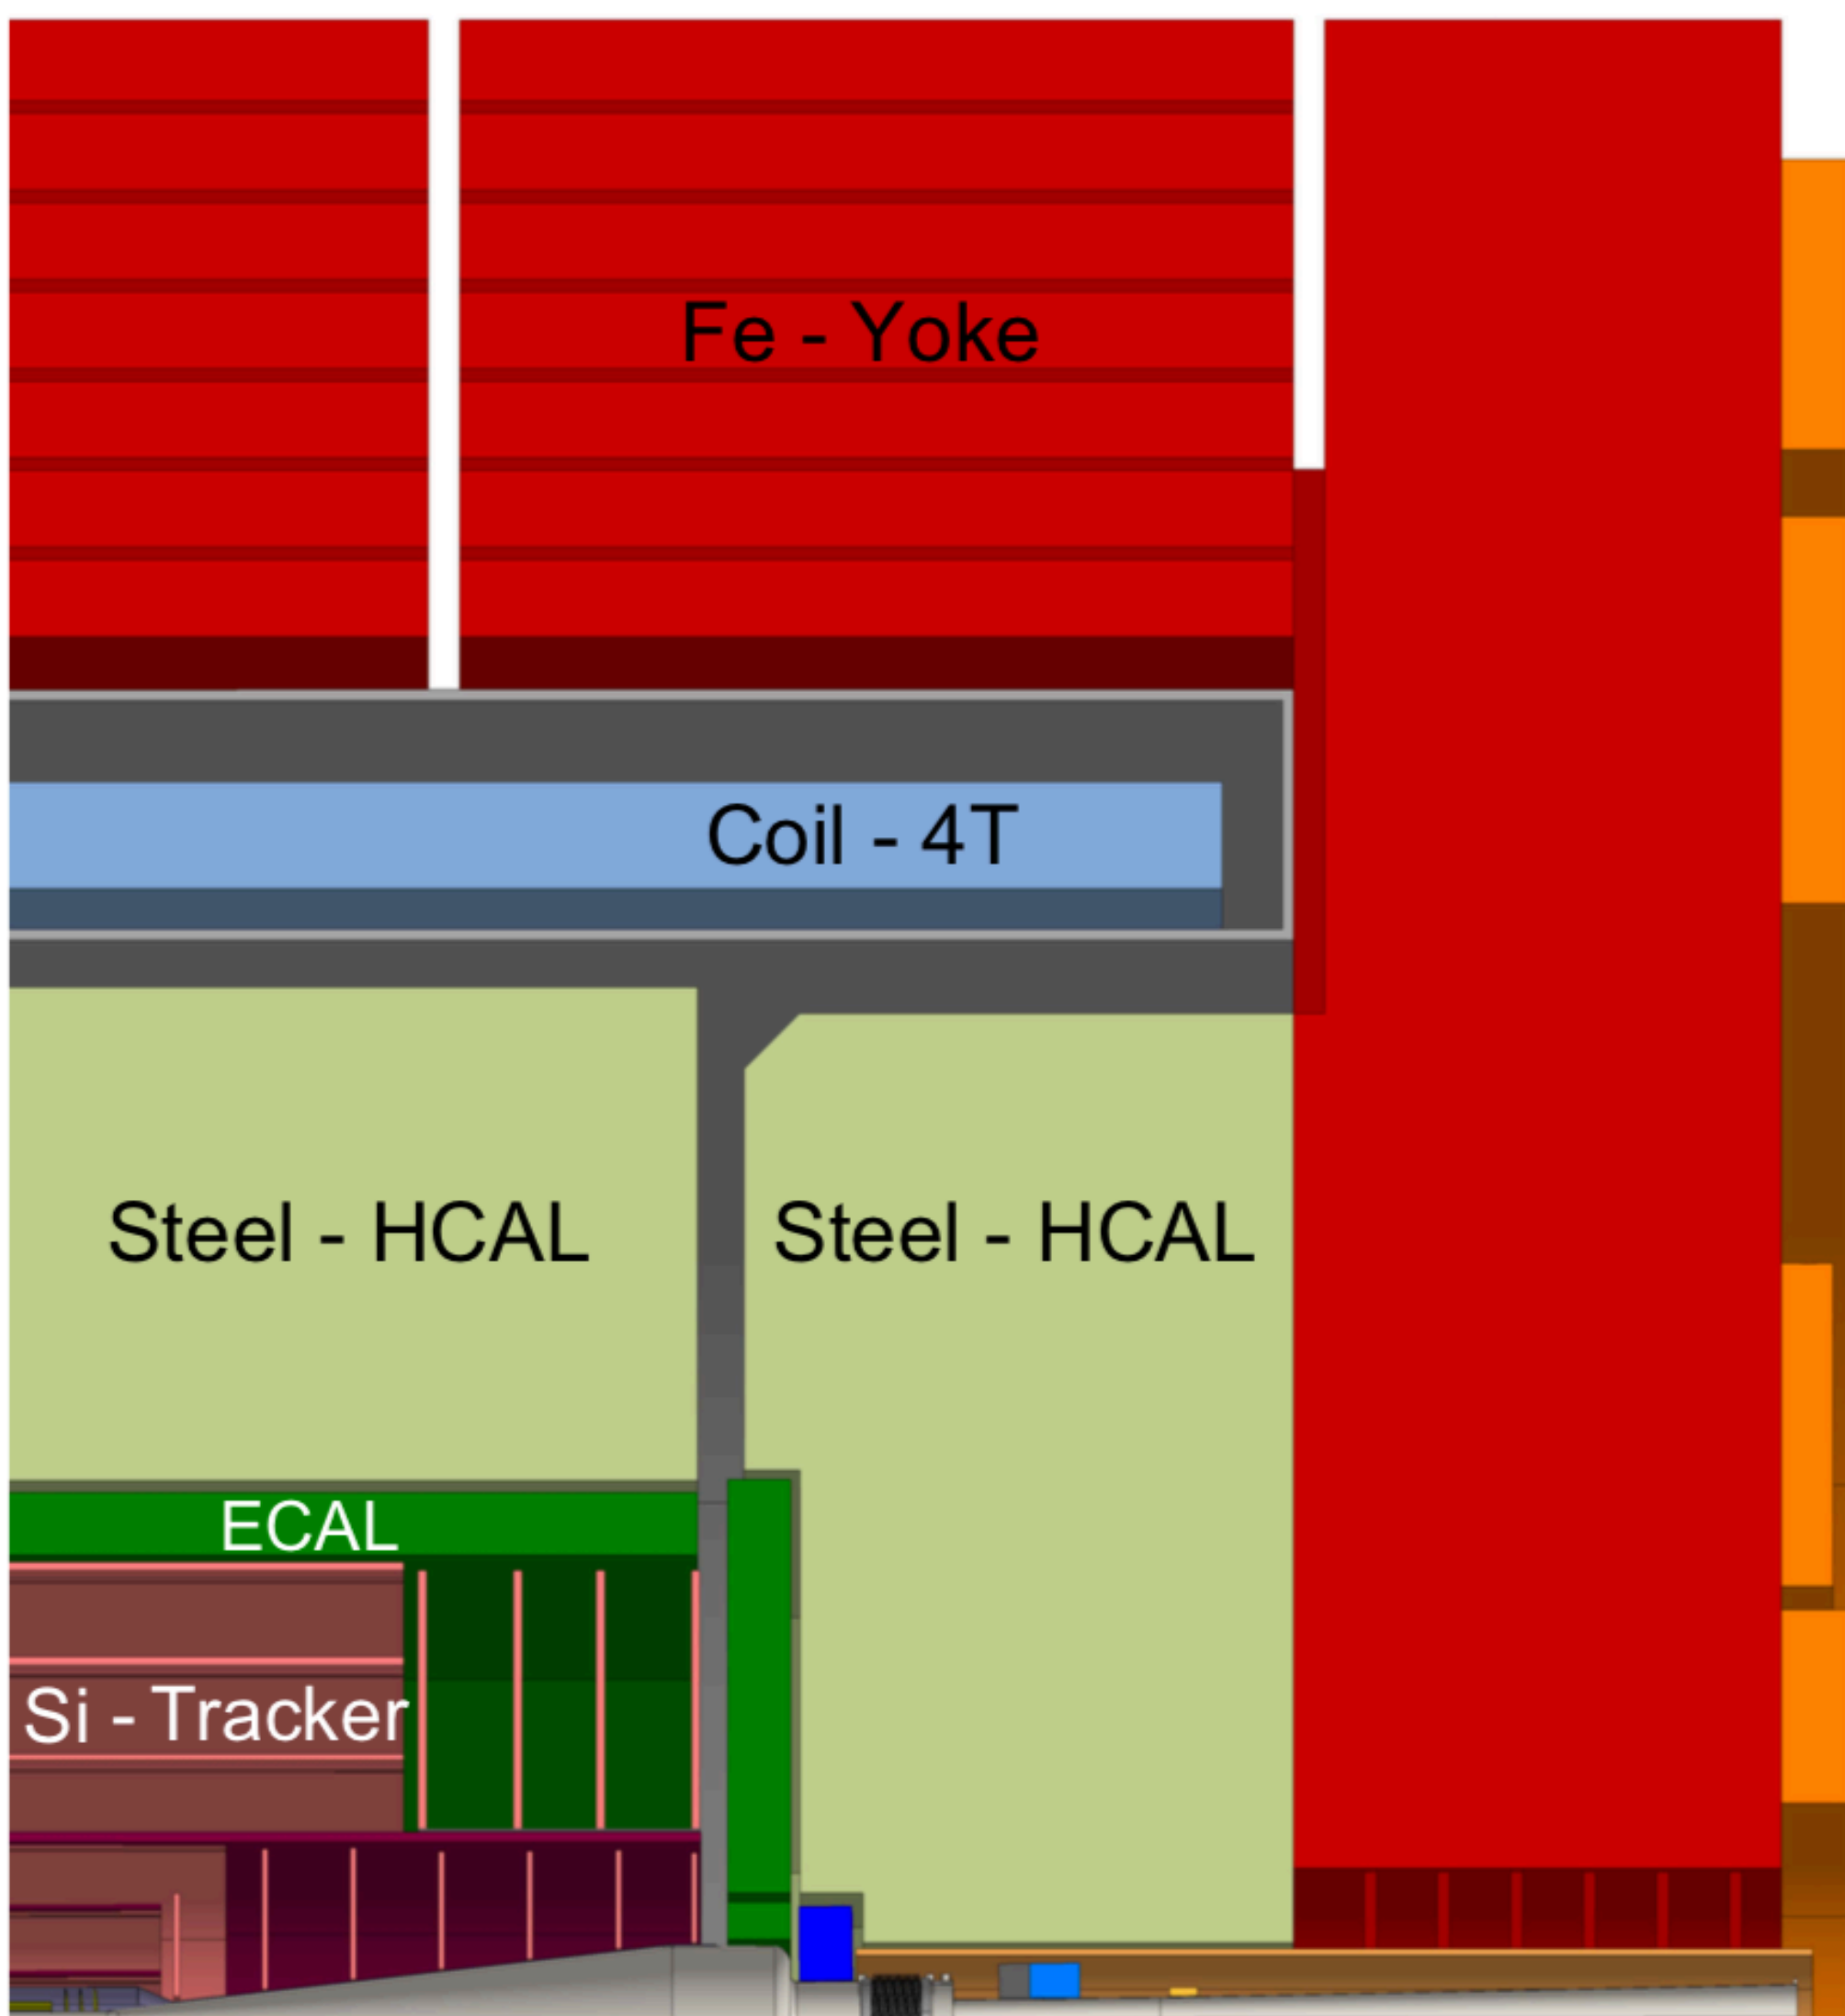 Fe - Yoke
Coil - 4T
Steel - HCAL
Steel - HCAL
ECAL
Si - Tracker